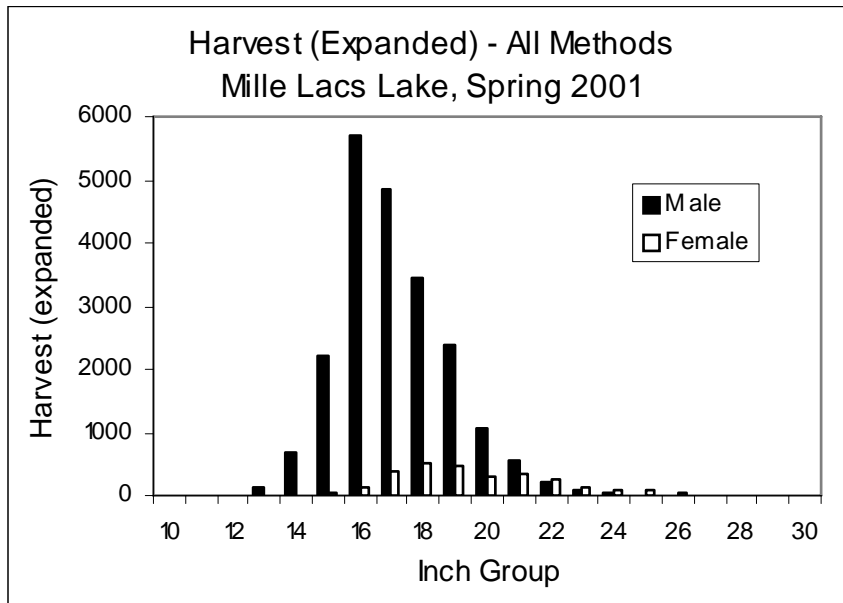 Harvest (Expanded) - All Methods
Mille Lacs Lake, Spring 2001
6000
5000
4000
3000
2000
1000
0
Harvest (expanded)
Male
Female
10 12 14 16 18 20 22 24 26 28 30
Inch Group